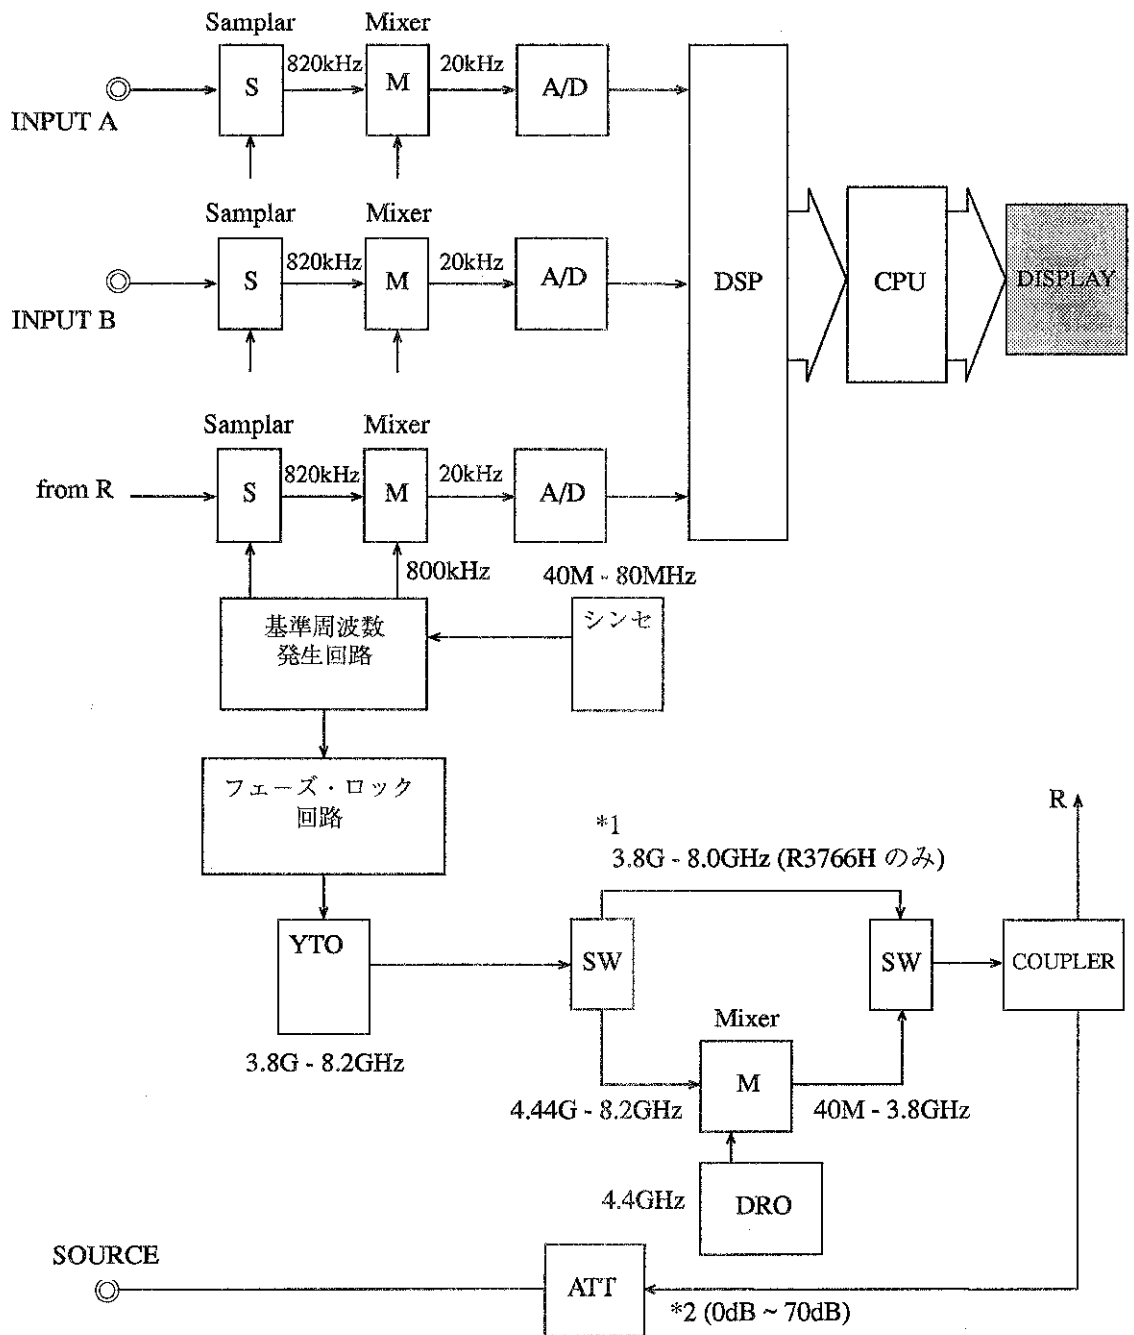 Samplar
Mixer
820kHz
20kHz
S
M
A/D
INPUT A
Samplar
Mixer
820kHz
20kHz
S
M
A/D
INPUT B
DSP
CPU
DISPLAY
Samplar
Mixer
820kHz
20kHz
from R
S
M
A/D
800kHz
40M - 80MHz
基準周波数
発生回路
シンセ
フェーズ・ロック
回路
R
*1
3.8G - 8.0GHz (R3766H のみ)
YTO
SW
SW
COUPLER
3.8G - 8.2GHz
Mixer
M
4.44G - 8.2GHz
40M - 3.8GHz
4.4GHz
DRO
SOURCE
ATT
*2 (0dB ~ 70dB)